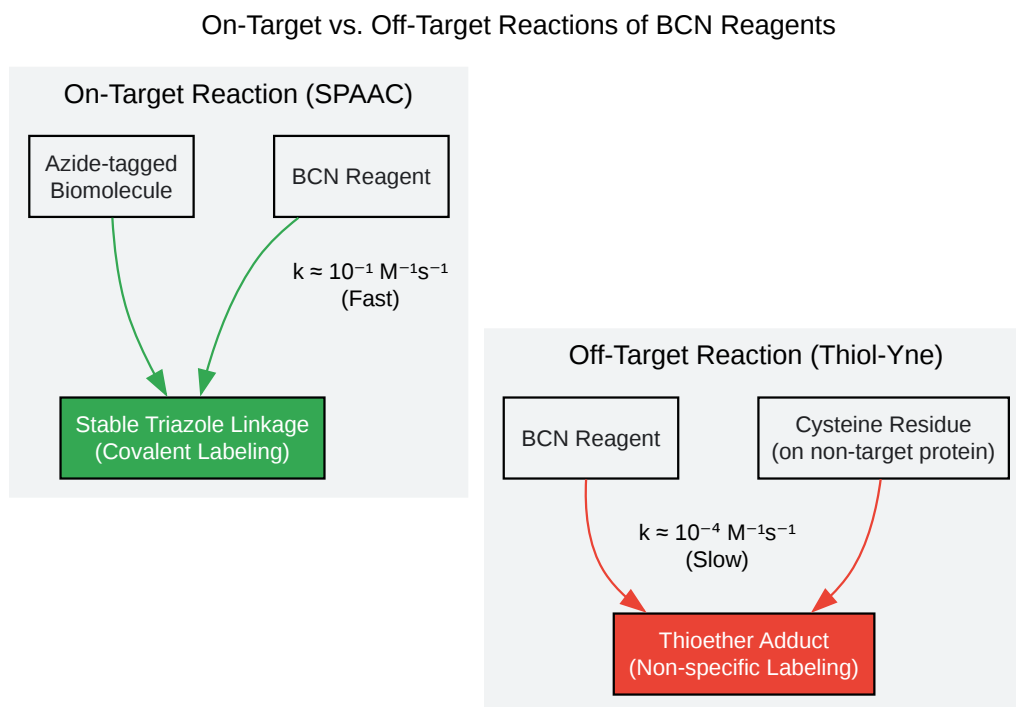 On-Target vs. Off-Target Reactions of BCN Reagents
On-Target Reaction (SPAAC)
Azide-tagged
Biomolecule
BCN Reagent
k ≈ 10⁻¹ M⁻¹s⁻¹
(Fast)
Stable Triazole Linkage
(Covalent Labeling)
Off-Target Reaction (Thiol-Yne)
BCN Reagent
Cysteine Residue
(on non-target protein)
k ≈ 10⁻⁴ M⁻¹s⁻¹
(Slow)
Thioether Adduct
(Non-specific Labeling)